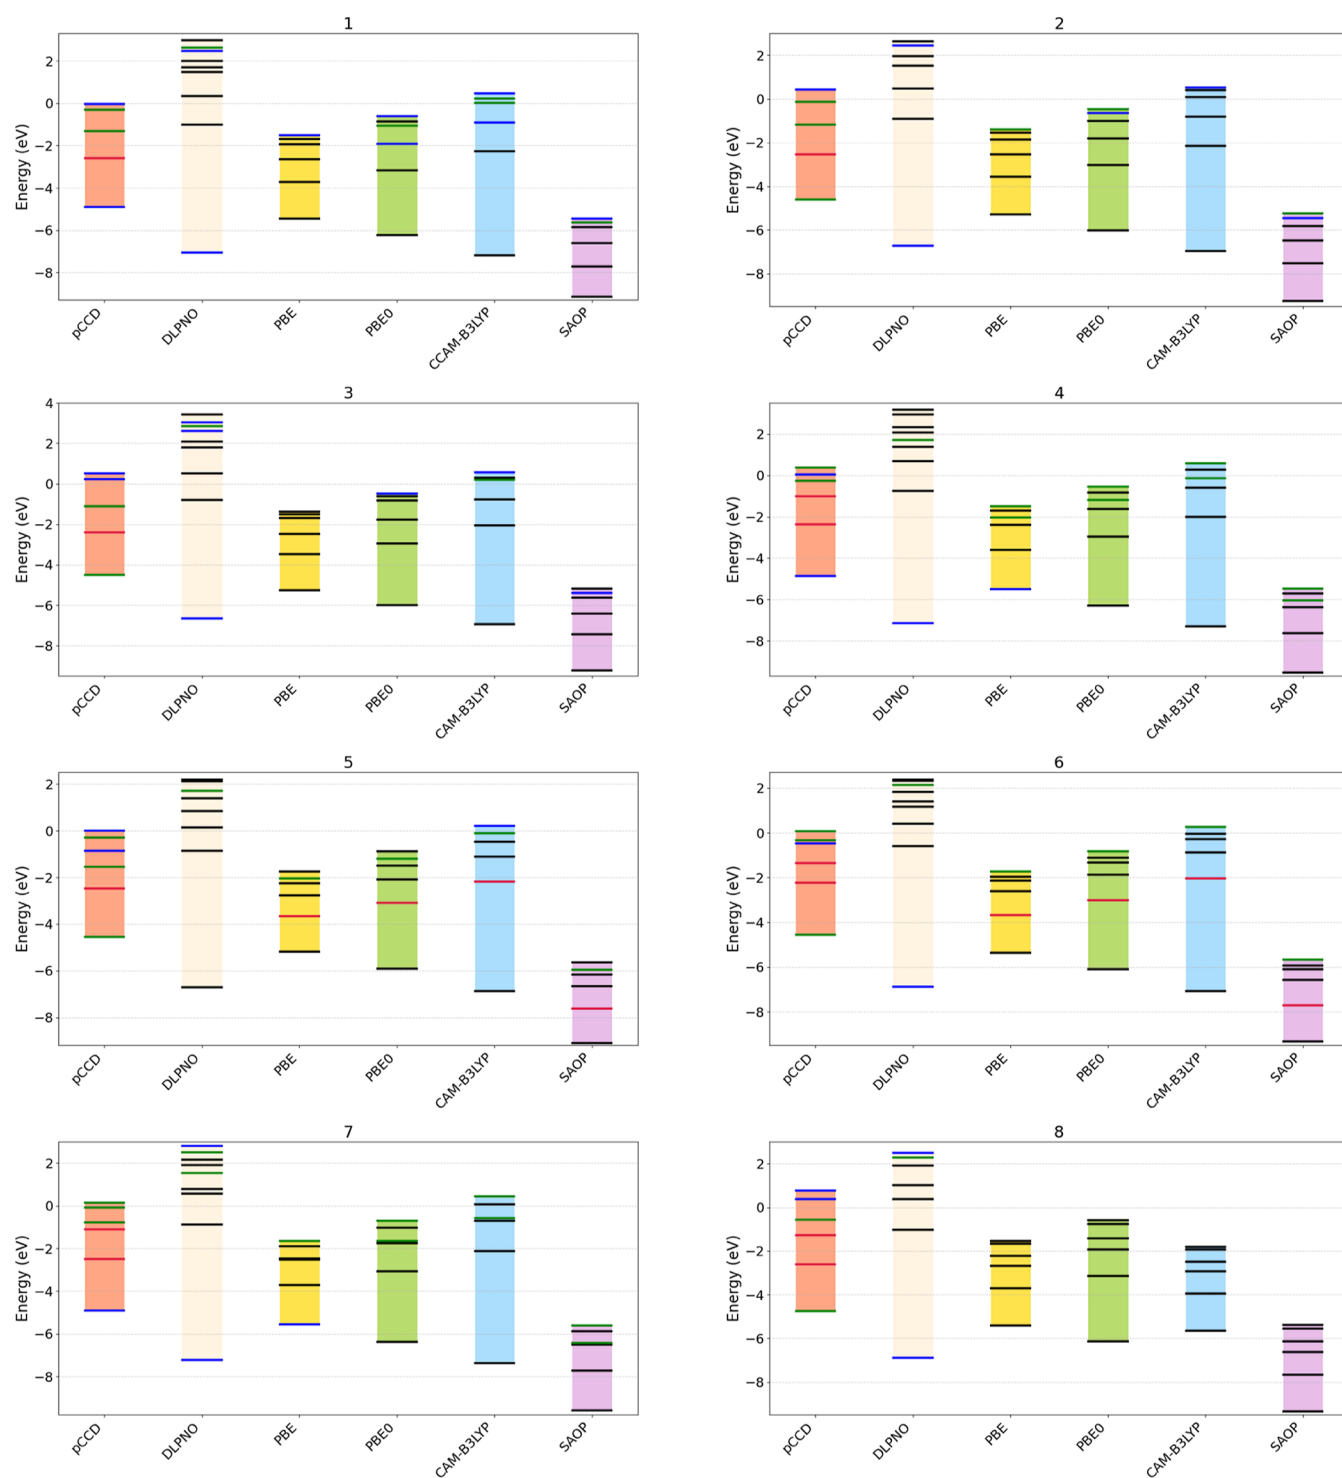 1
Energy (eV)
2
0
−2
−4
−6
−8
pCCD
DLPNO
PBE
PBE0
CCAM-B3LYP
SAOP
2
Energy (eV)
2
0
−2
−4
−6
−8
pCCD
DLPNO
PBE
PBE0
CAM-B3LYP
SAOP
3
Energy (eV)
4
2
0
−2
−4
−6
−8
pCCD
DLPNO
PBE
PBE0
CAM-B3LYP
SAOP
4
Energy (eV)
2
0
−2
−4
−6
−8
pCCD
DLPNO
PBE
PBE0
CAM-B3LYP
SAOP
5
Energy (eV)
2
0
−2
−4
−6
−8
pCCD
DLPNO
PBE
PBE0
CAM-B3LYP
SAOP
6
Energy (eV)
2
0
−2
−4
−6
−8
pCCD
DLPNO
PBE
PBE0
CAM-B3LYP
SAOP
7
Energy (eV)
2
0
−2
−4
−6
−8
pCCD
DLPNO
PBE
PBE0
CAM-B3LYP
SAOP
8
Energy (eV)
2
0
−2
−4
−6
−8
pCCD
DLPNO
PBE
PBE0
CAM-B3LYP
SAOP